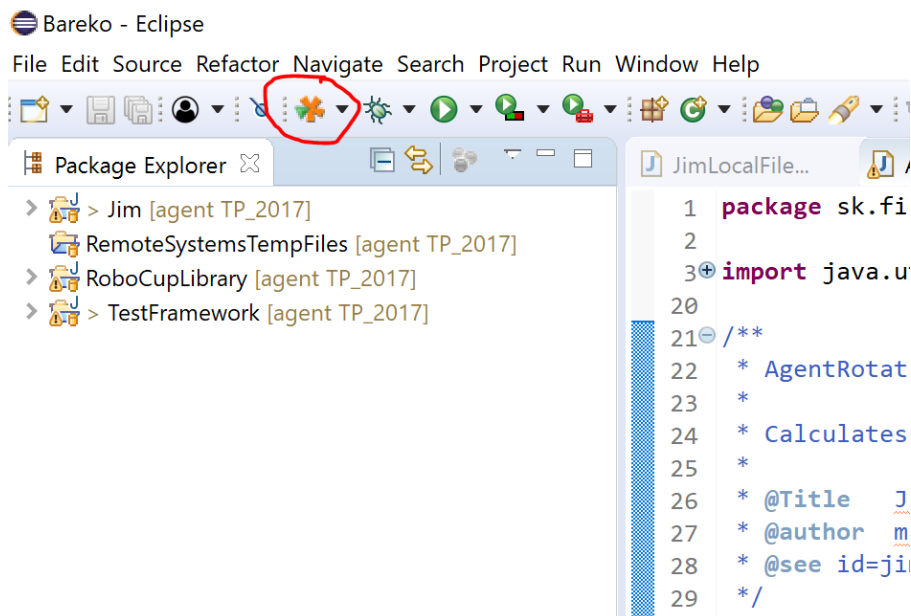 Bareko - Eclipse
File Edit Source Refactor Navigate Search Project Run Window Help
Package Explorer
JimLocalFile...
> Jim [agent TP_2017]
RemoteSystemsTempFiles [agent TP_2017]
RoboCupLibrary [agent TP_2017]
> TestFramework [agent TP_2017]
1 package sk.fi
2
3 import java.u
20
21 /**
22 * AgentRotat
23 *
24 * Calculates
25 *
26 * @Title J
27 * @author m
28 * @see id=ji
29 */